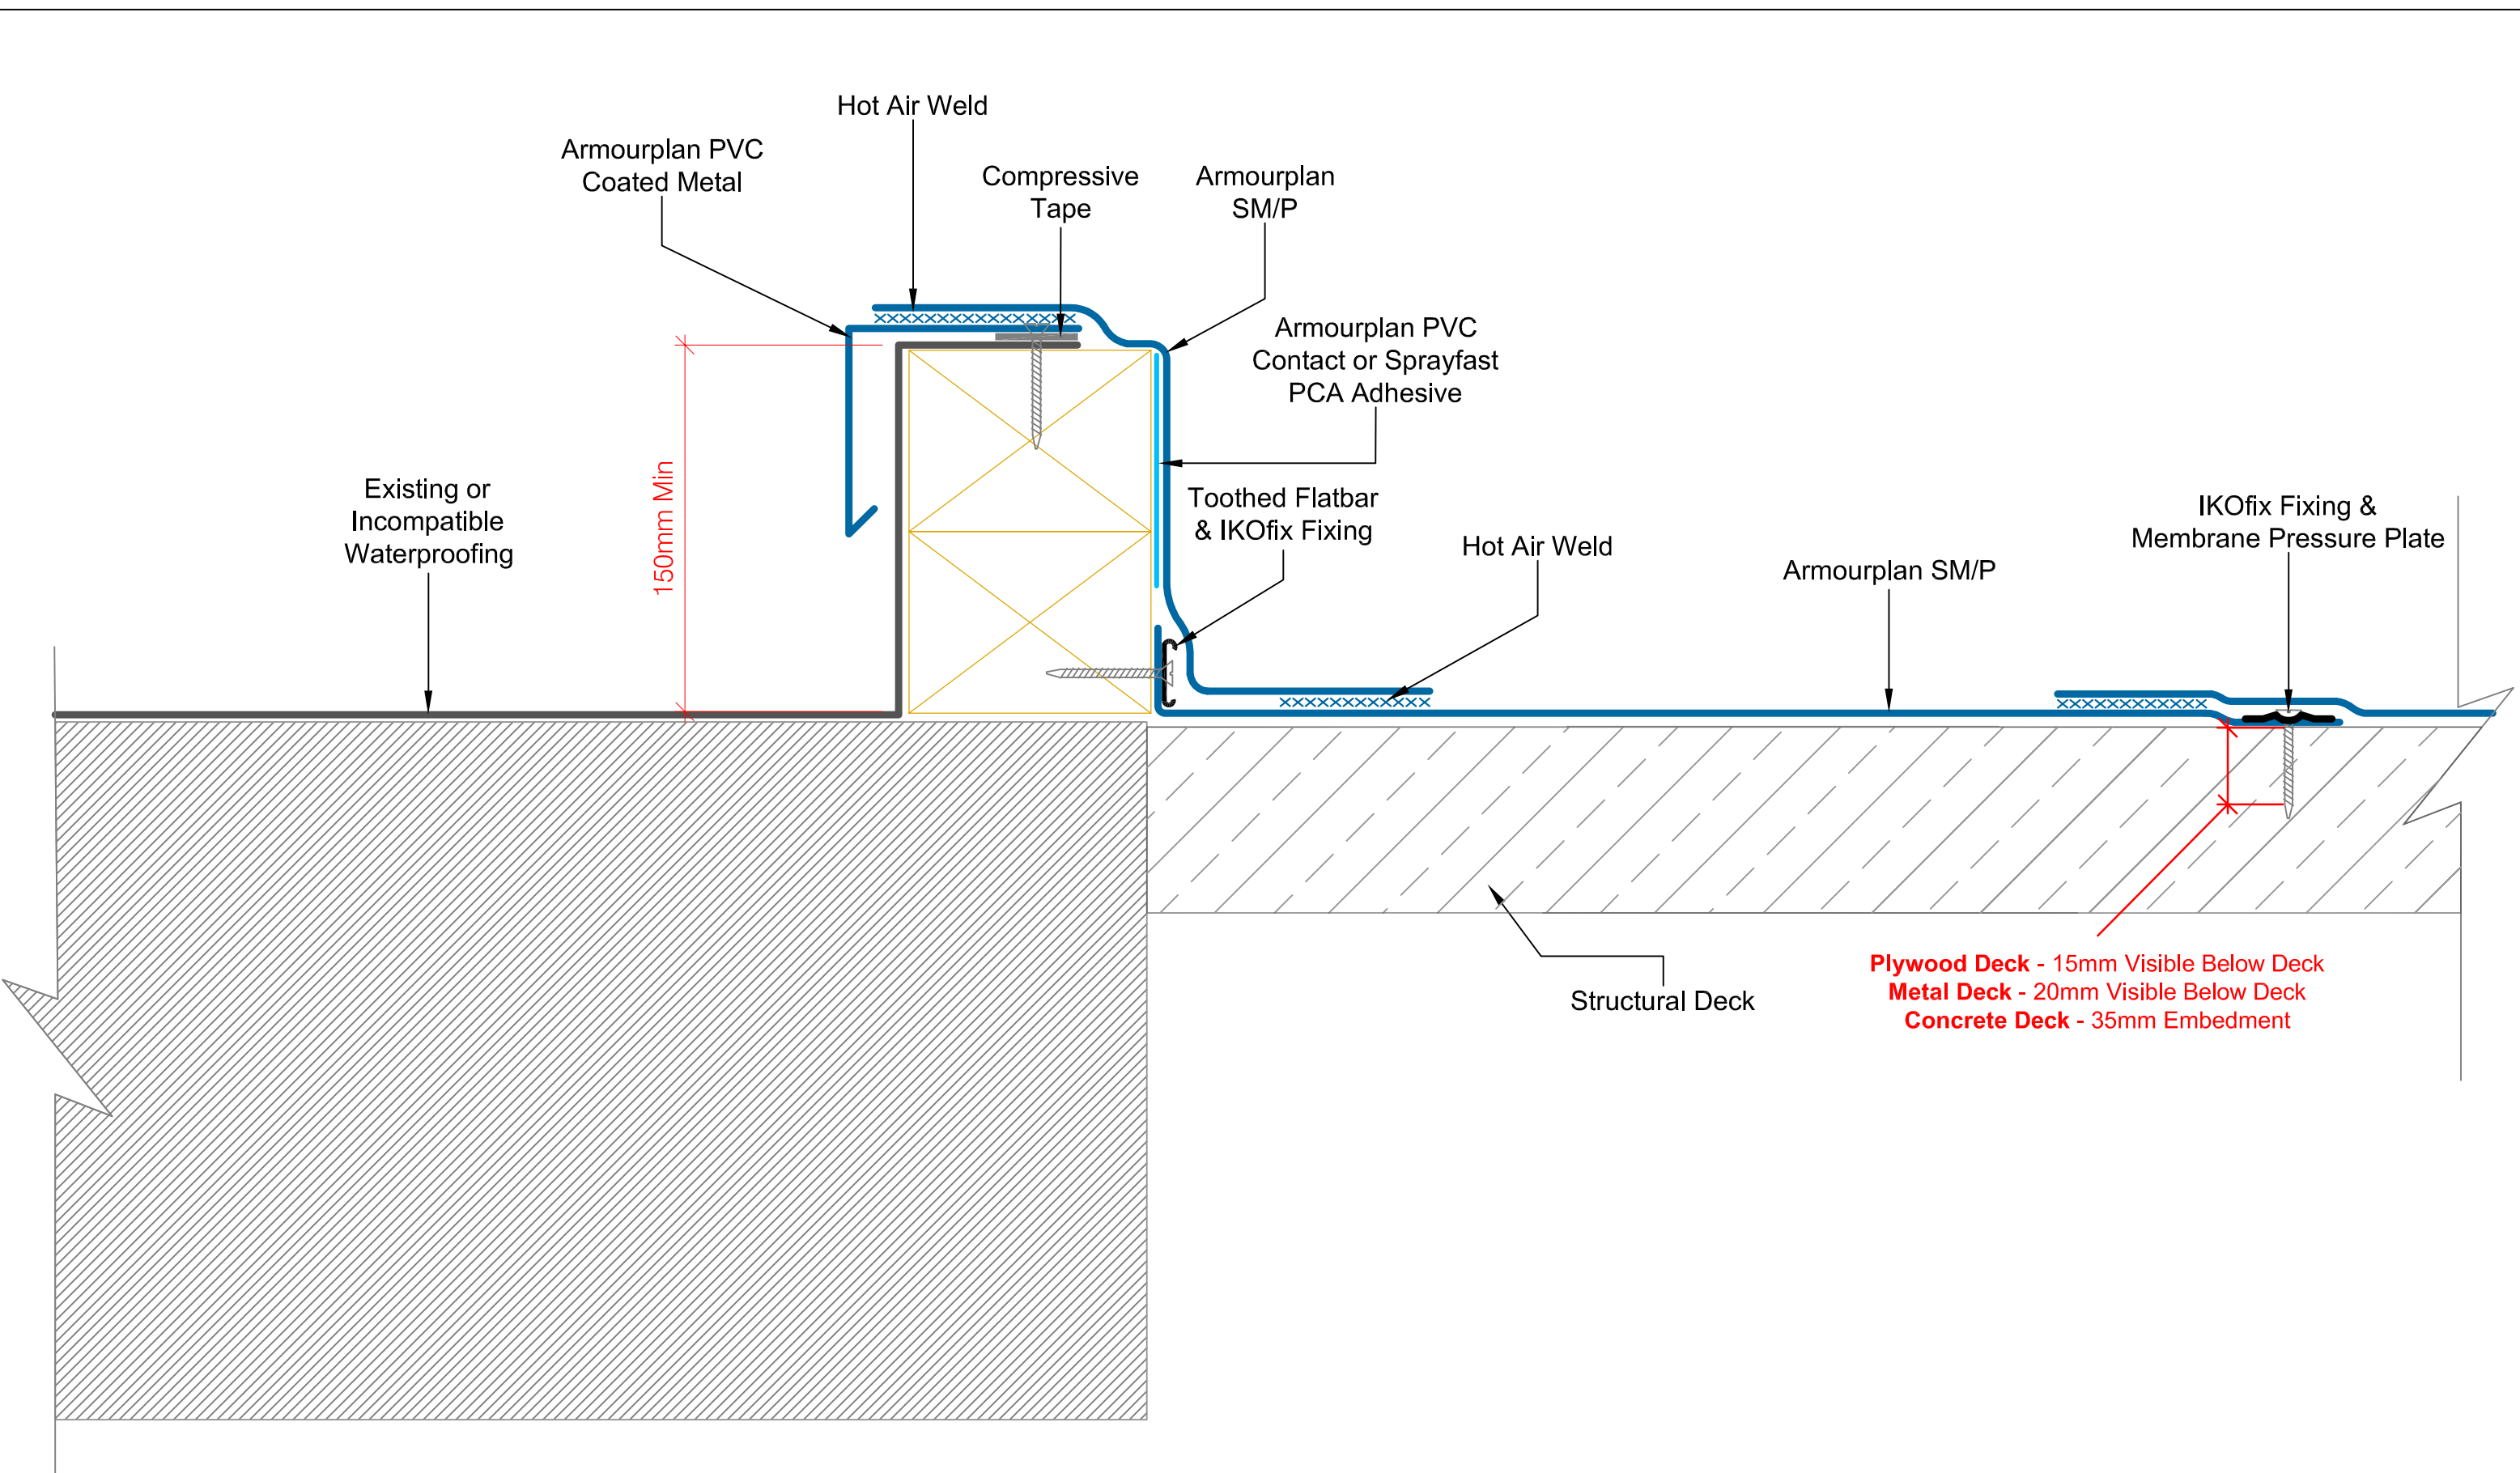 Hot Air Weld
Armourplan PVC
Coated Metal
Compressive
Tape
Armourplan
SM/P
Armourplan PVC
Contact or Sprayfast
PCA Adhesive
150mm Min
Existing or
Incompatible
Waterproofing
Toothed Flatbar
& IKOfix Fixing
Hot Air Weld
Armourplan SM/P
IKOfix Fixing &
Membrane Pressure Plate
Structural Deck
Plywood Deck - 15mm Visible Below Deck
Metal Deck - 20mm Visible Below Deck
Concrete Deck - 35mm Embedment